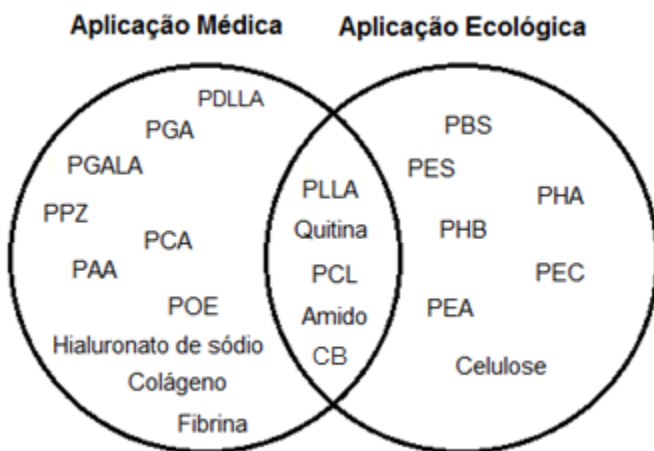 Aplicação Médica
Aplicação Ecológica
PDLLA
PGA
PGALA
PPZ
PCA
PAA
POE
Hialuronato de sódio
Colágeno
Fibrina
PLLA
Quitina
PCL
Amido
CB
PBS
PES
PHA
PHB
PEC
PEA
Celulose